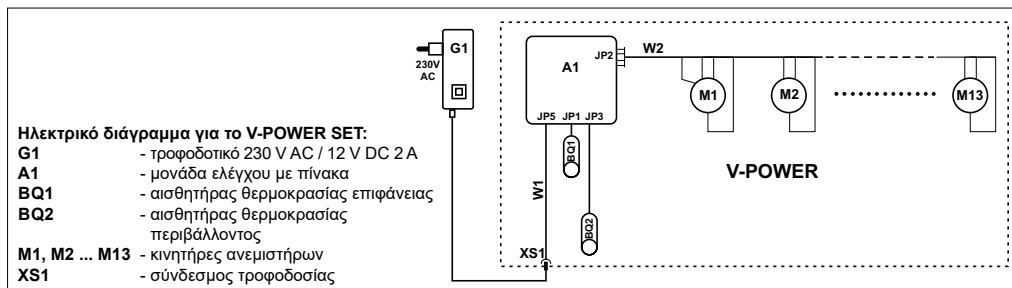 G1
230V
AC
A1
JP2
W2
JP5 JP1 JP3
M1
M2
M13
BQ1
BQ2
W1
XS1
V-POWER
Ηλεκτρικό διάγραμμα για το V-POWER SET:
G1 - τροφοδοτικό 230 V AC / 12 V DC 2 A
A1 - μονάδα ελέγχου με πίνακα
BQ1 - αισθητήρας θερμοκρασίας επιφάνειας
BQ2 - αισθητήρας θερμοκρασίας
περιβάλλοντος
M1, M2 ... M13 - κινητήρες ανεμιστήρων
XS1 - σύνδεσμος τροφοδοσίας